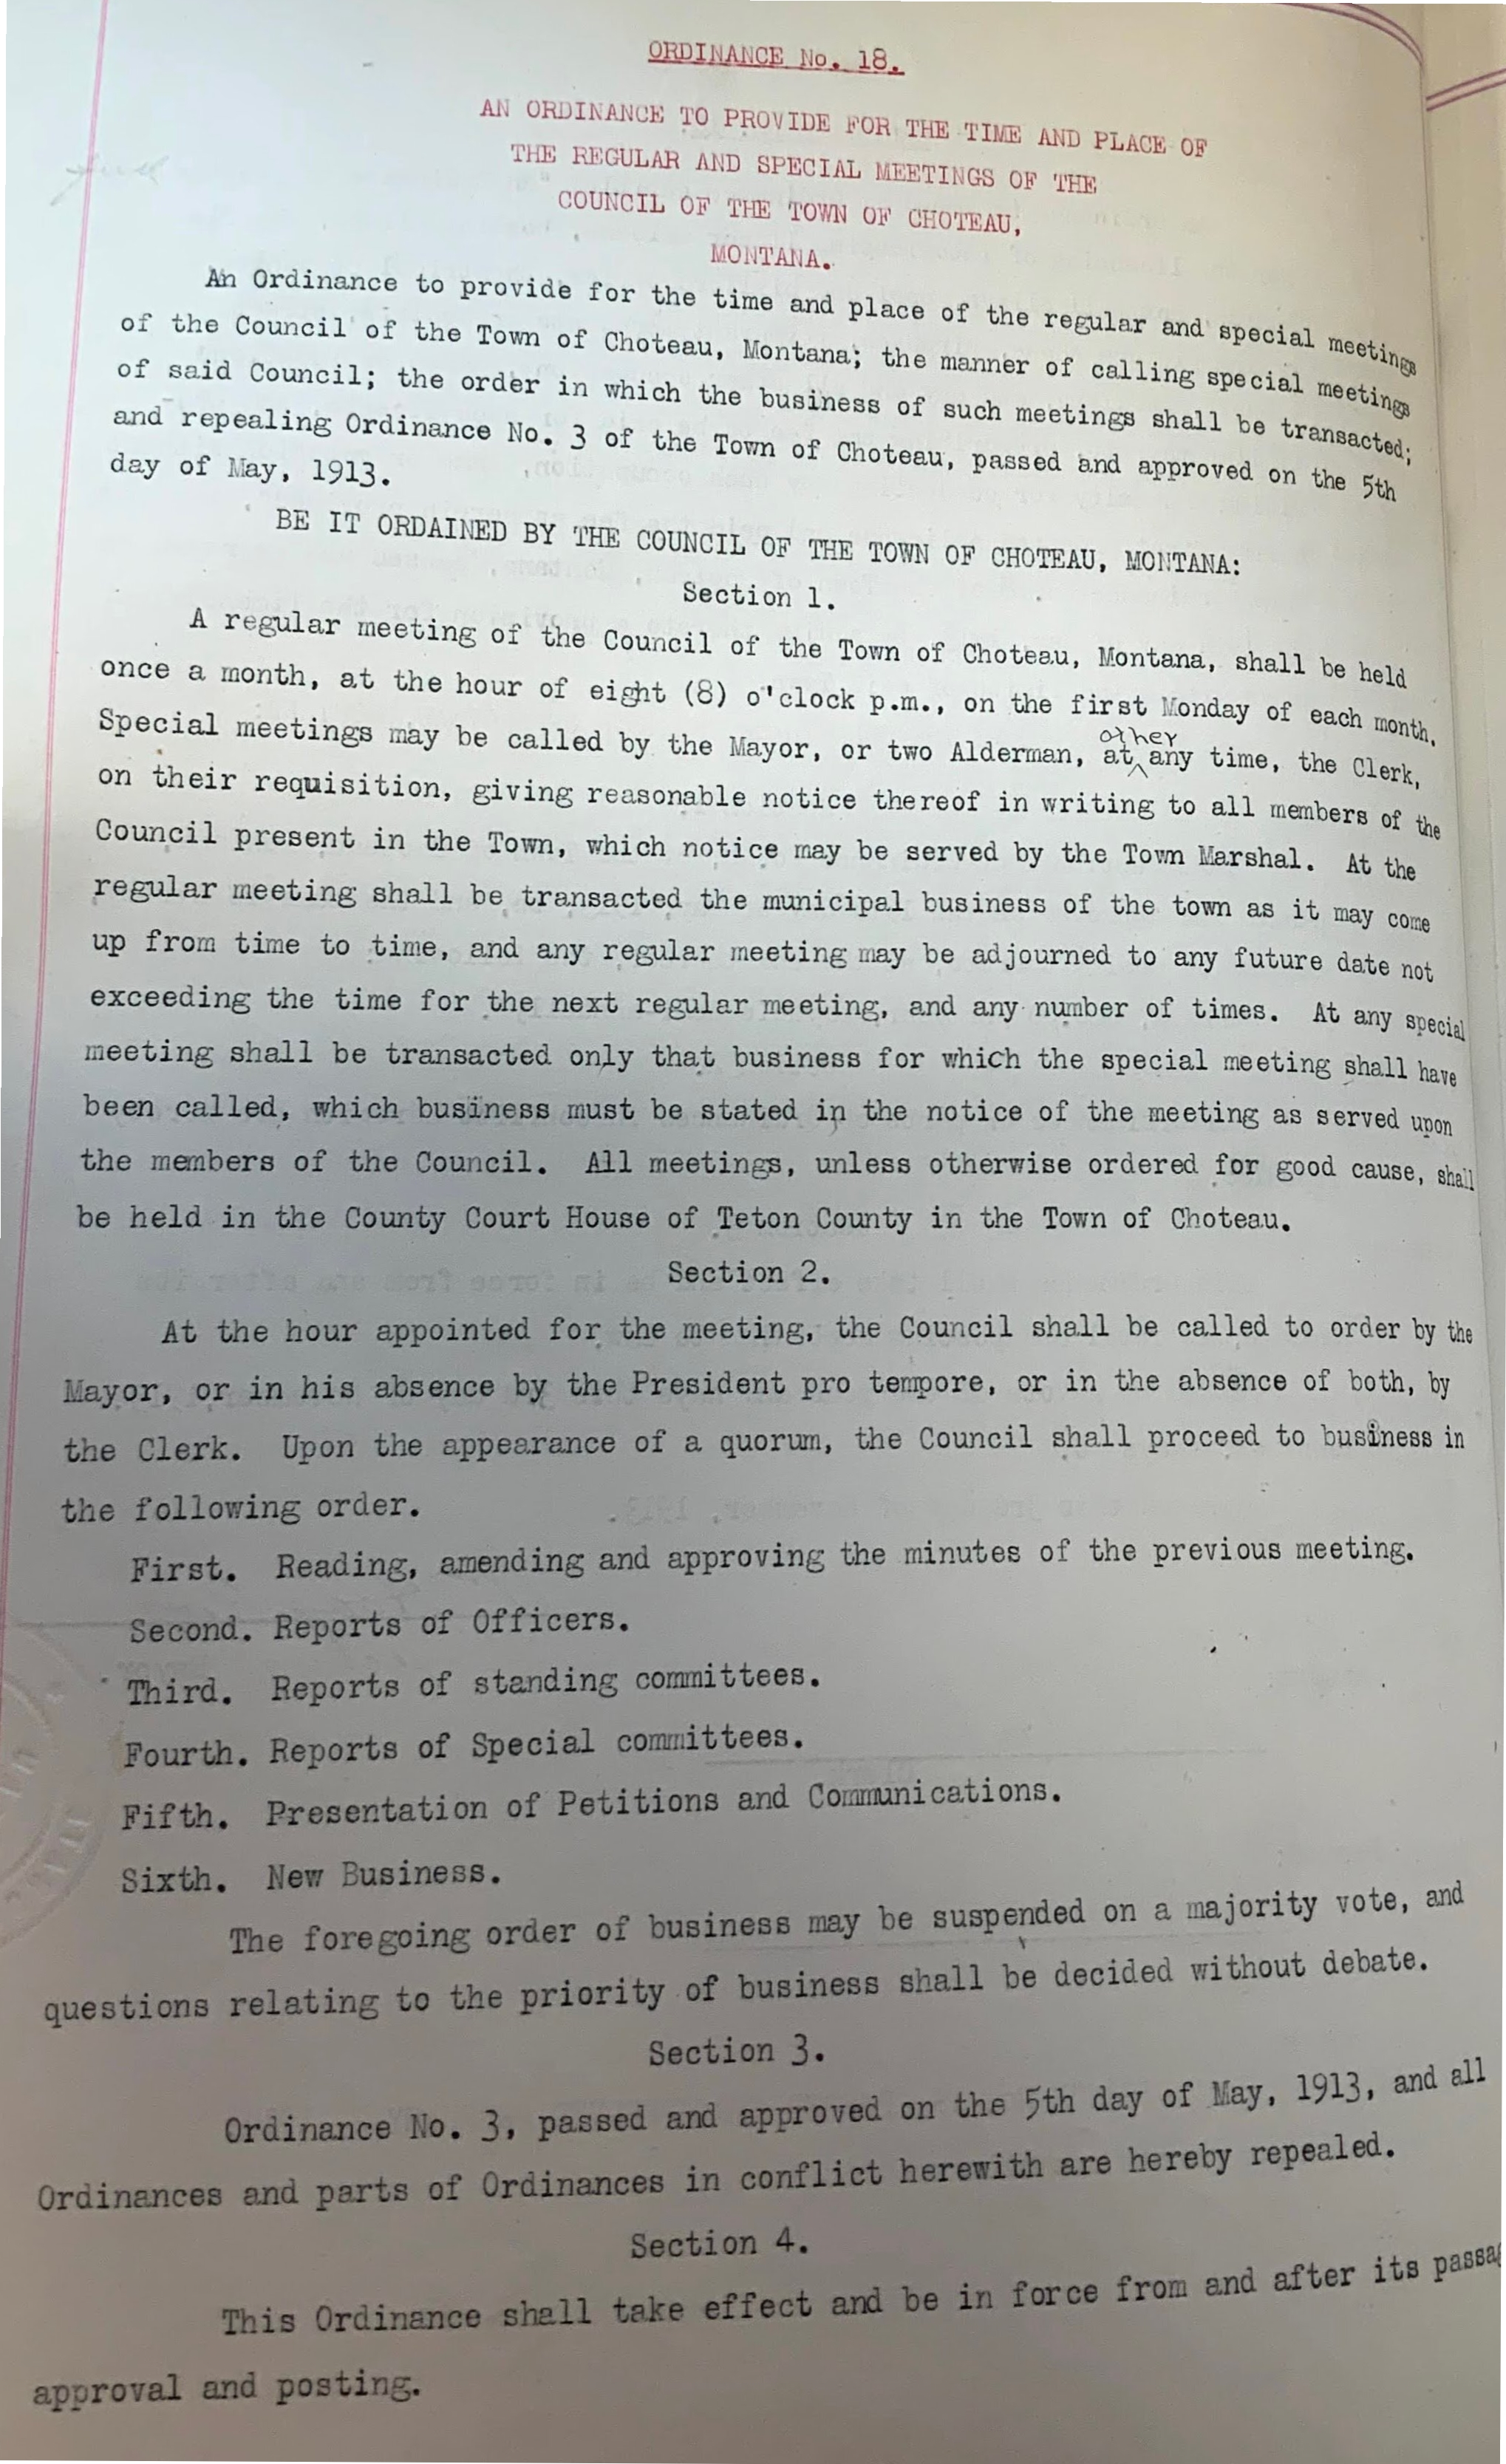 ORDINANCE No. 18.
AN ORDINANCE TO PROVIDE FOR THE TIME AND PLACE OF
THE REGULAR AND SPECIAL MEETINGS OF THE
COUNCIL OF THE TOWN OF CHOTEAU,
MONTANA.
An Ordinance to provide for the time and place of the regular and special meetings
of the Council of the Town of Choteau, Montana; the manner of calling special meetings
of said Council; the order in which the business of such meetings shall be transacted;
and repealing Ordinance No. 3 of the Town of Choteau, passed and approved on the 5th
day of May, 1913.
BE IT ORDAINED BY THE COUNCIL OF THE TOWN OF CHOTEAU, MONTANA:
Section 1.
A regular meeting of the Council of the Town of Choteau, Montana, shall be held
once a month, at the hour of eight (8) o'clock p.m., on the first Monday of each month.
other
Special meetings may be called by the Mayor, or two Alderman, at any time, the Clerk,
on their requisition, giving reasonable notice thereof in writing to all members of the
Council present in the Town, which notice may be served by the Town Marshal. At the
regular meeting shall be transacted the municipal business of the town as it may come
up from time to time, and any regular meeting may be adjourned to any future date not
exceeding the time for the next regular meeting, and any number of times. At any special
meeting shall be transacted only that business for which the special meeting shall have
been called, which business must be stated in the notice of the meeting as served upon
the members of the Council. All meetings, unless otherwise ordered for good cause, shall
be held in the County Court House of Teton County in the Town of Choteau.
Section 2.
At the hour appointed for the meeting, the Council shall be called to order by the
Mayor, or in his absence by the President pro tempore, or in the absence of both, by
the Clerk. Upon the appearance of a quorum, the Council shall proceed to business in
the following order.
First. Reading, amending and approving the minutes of the previous meeting.
Second. Reports of Officers.
Third. Reports of standing committees.
Fourth. Reports of Special committees.
Fifth. Presentation of Petitions and Communications.
Sixth. New Business.
The foregoing order of business may be suspended on a majority vote, and
questions relating to the priority of business shall be decided without debate.
Section 3.
Ordinance No. 3, passed and approved on the 5th day of May, 1913, and all
Ordinances and parts of Ordinances in conflict herewith are hereby repealed.
Section 4.
This Ordinance shall take effect and be in force from and after its passa
approval and posting.